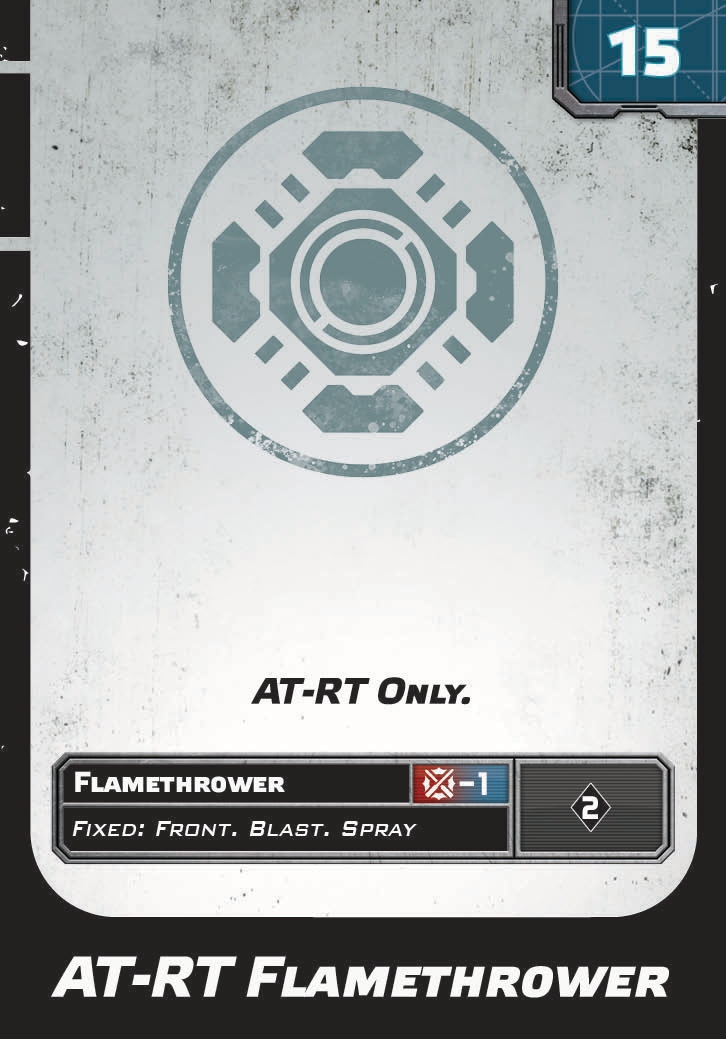 15
AT-RT Only.
Flamethrower
–1
Fixed: Front. Blast. Spray
2
AT-RT Flamethrower